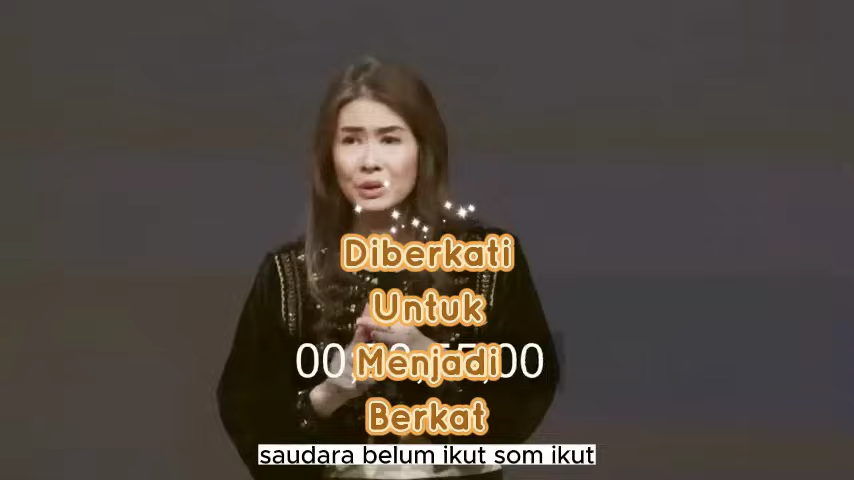 Diberkati
Untuk
Menjadi
Berkat
saudara belum ikut som ikut